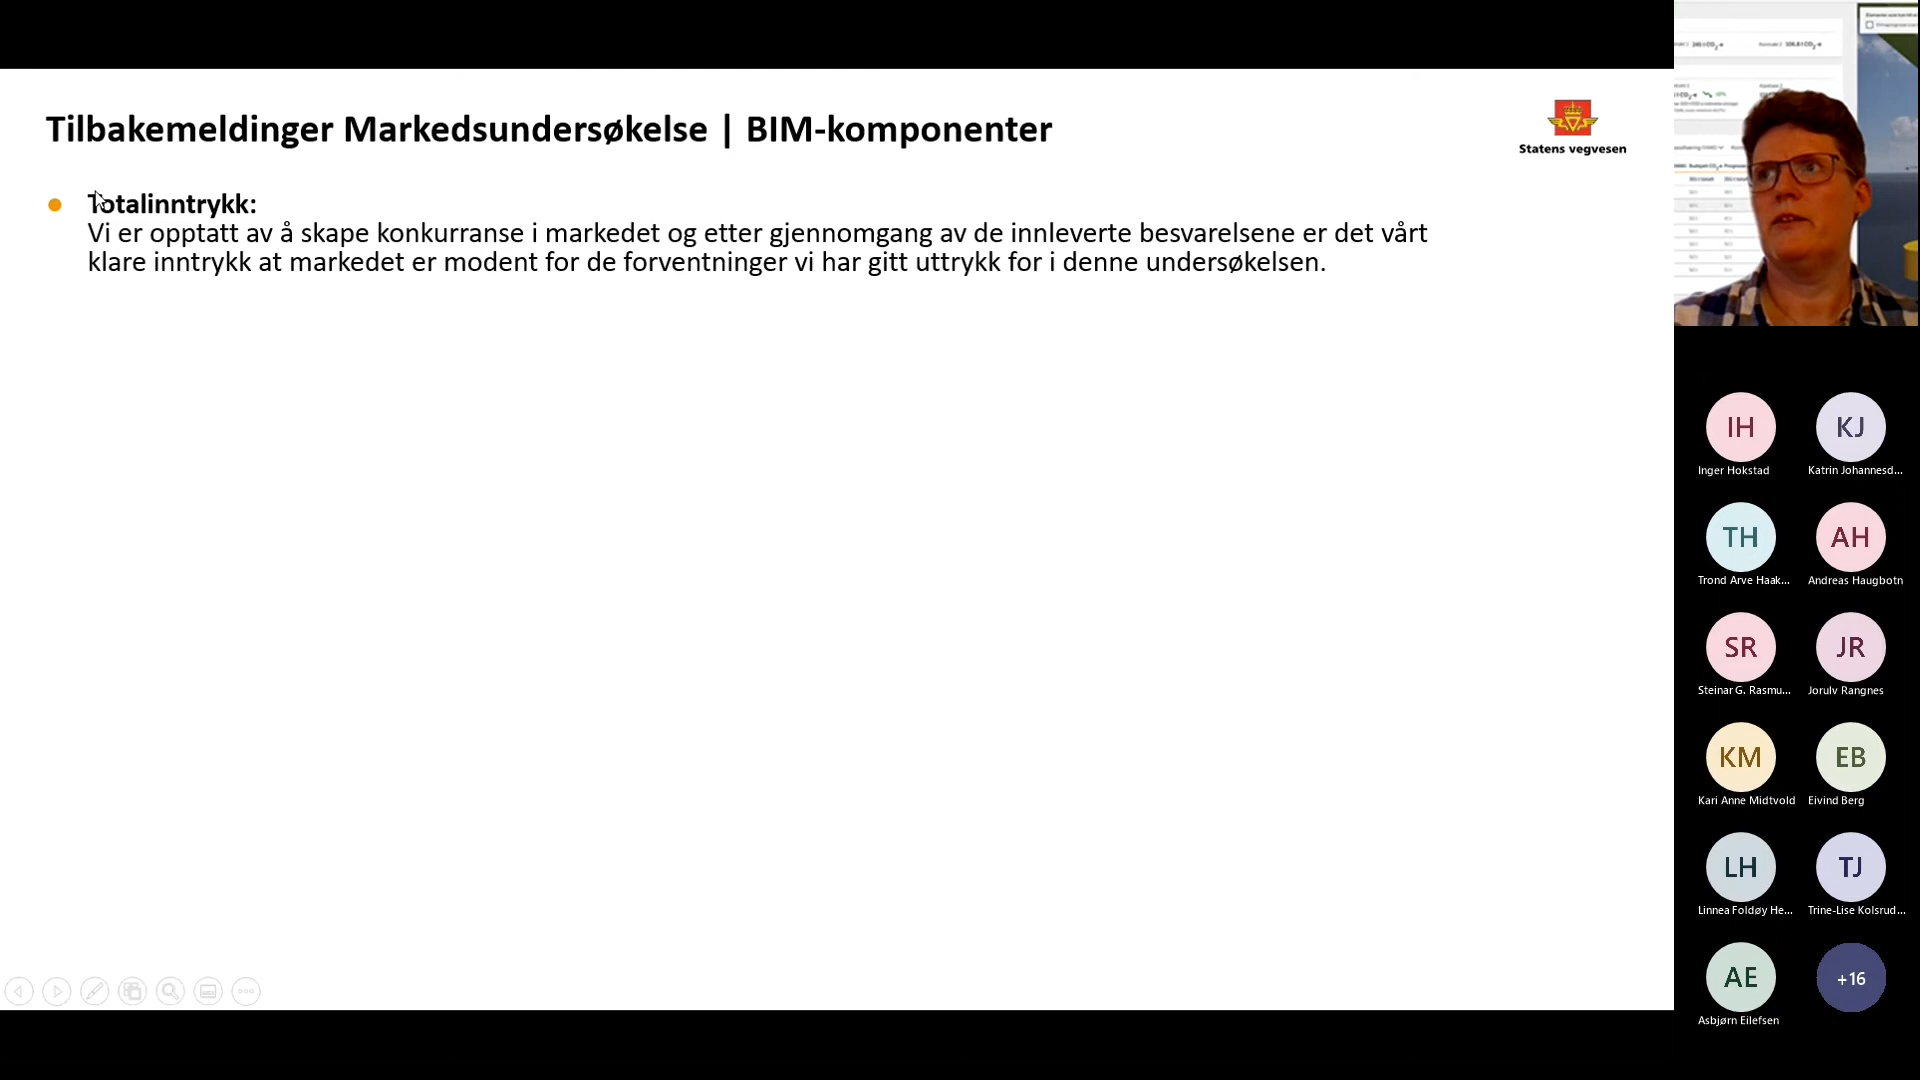 Tilbakemeldinger Markedsundersøkelse | BIM-komponenter
Statens vegvesen
Totalinntrykk:
Vi er opptatt av å skape konkurranse i markedet og etter gjennomgang av de innleverte besvarelsene er det vårt
klare inntrykk at markedet er modent for de forventninger vi har gitt uttrykk for i denne undersøkelsen.
IH
Inger Hokstad
KJ
Katrin Johannesd...
TH
Trond Arve Haak...
AH
Andreas Haugbotn
SR
Steinar G. Rasmu...
JR
Jorulv Rangnes
KM
Kari Anne Midtvold
EB
Eivind Berg
LH
Linnea Foldøy He...
TJ
Trine-Lise Kolsrud...
AE
Asbjørn Eilefsen
+16